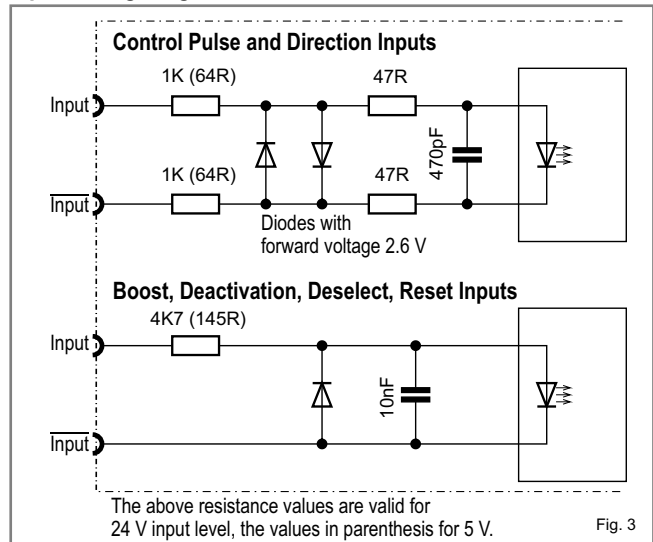 Control Pulse and Direction Inputs
1K (64R)
47R
Input
470pF
1K (64R)
47R
Input
Diodes with
forward voltage 2.6 V
Boost, Deactivation, Deselect, Reset Inputs
4K7 (145R)
Input
10nF
Input
The above resistance values are valid for
24 V input level, the values in parenthesis for 5 V.
Fig. 3